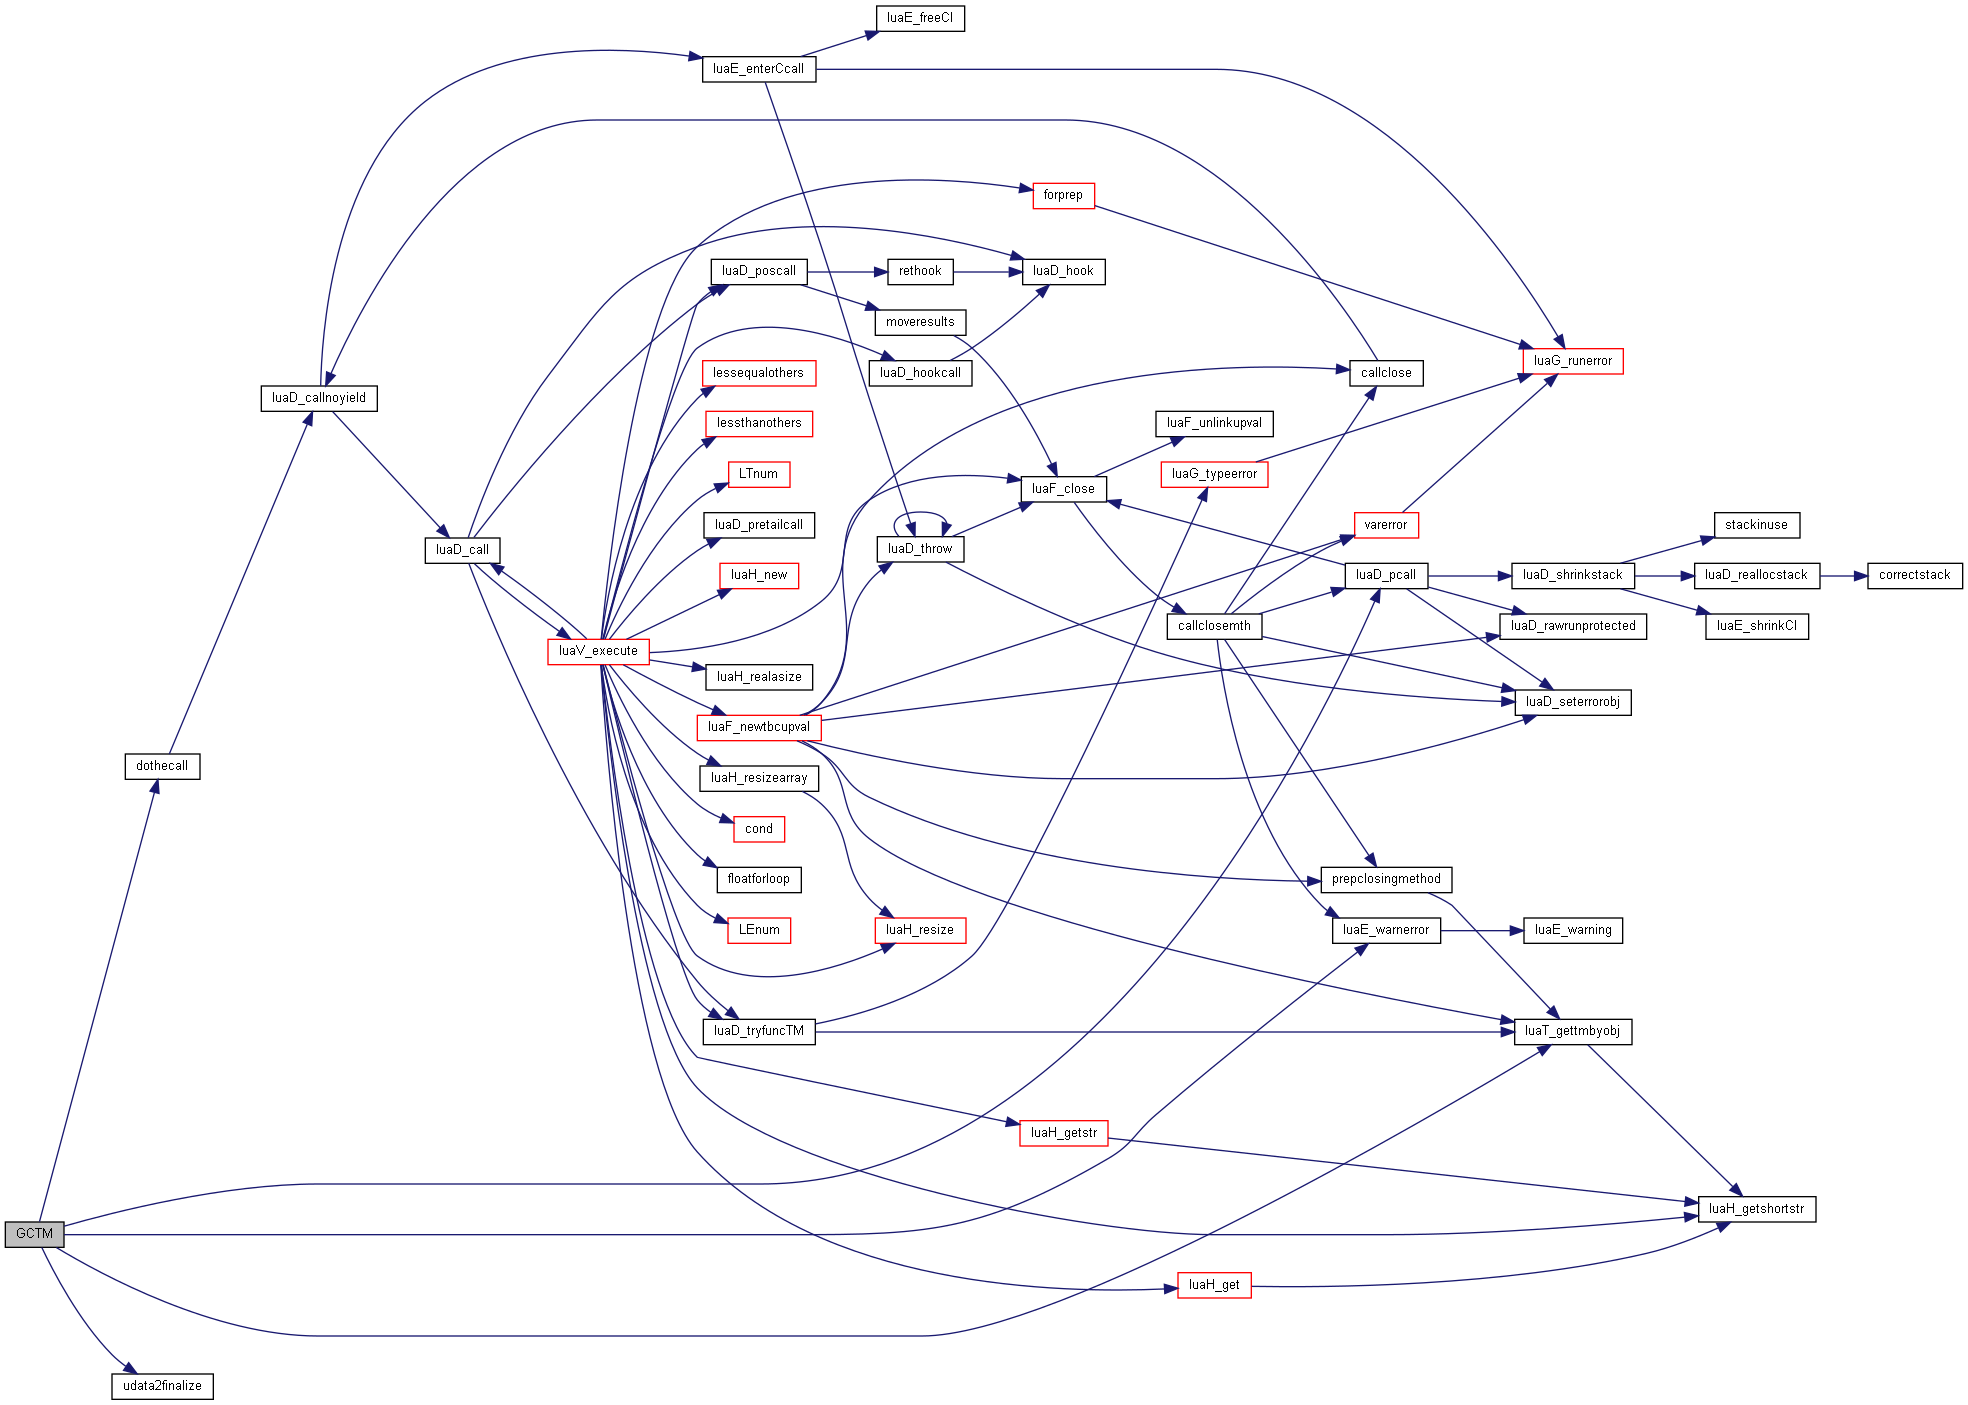 luaE_freeCI
luaE_enterCcall
forprep
luaD_poscall
rethook
luaD_hook
moveresults
luaG_runerror
lessequalothers
luaD_hookcall
callclose
luaD_callnoyield
lessthanothers
luaF_unlinkupval
LTnum
luaG_typeerror
luaF_close
luaD_pretailcall
varerror
stackinuse
luaD_call
luaD_throw
luaH_new
luaD_pcall
luaD_shrinkstack
luaD_reallocstack
correctstack
callclosemth
luaD_rawrunprotected
luaE_shrinkCI
luaV_execute
luaH_realasize
luaD_seterrorobj
luaF_newtbcupval
dothecall
luaH_resizearray
cond
floatforloop
prepclosingmethod
LEnum
luaH_resize
luaE_warnerror
luaE_warning
luaD_tryfuncTM
luaT_gettmbyobj
luaH_getstr
luaH_getshortstr
GCTM
luaH_get
udata2finalize